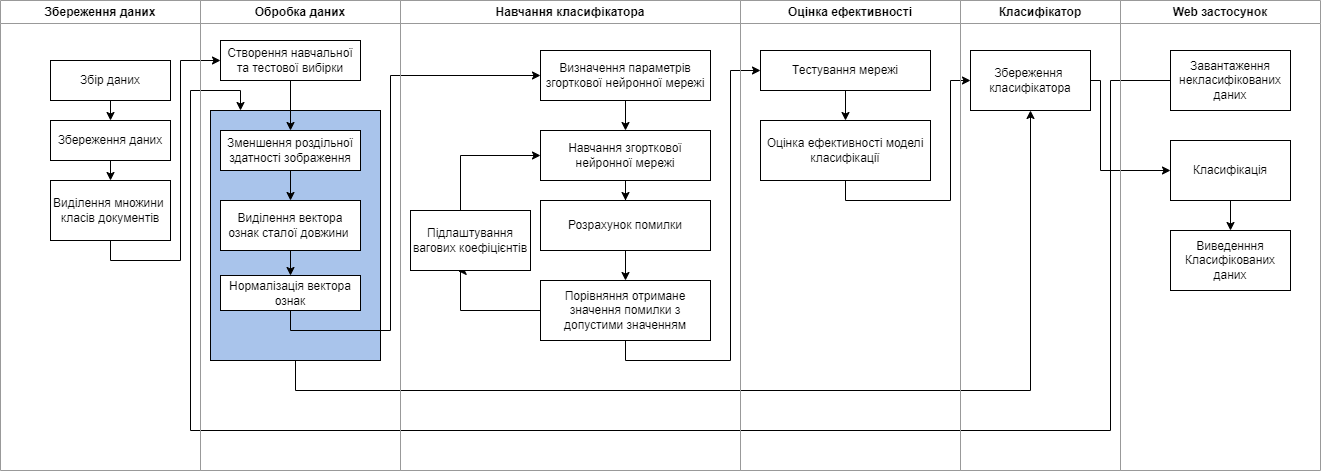 Збереження даних
Обробка даних
Навчання класифікатора
Оцінка ефективності
Класифікатор
Web застосунок
Збір даних
Збереження даних
Виділення множини
класів документів
Створення навчальної
та тестової вибірки
Зменшення роздільної
здатності зображення
Виділення вектора
ознак сталої довжини
Нормалізація вектора
ознак
Визначення параметрів
згорткової нейронної мережі
Навчання згорткової
нейронної мережі
Розрахунок помилки
Підлаштування
вагових коефіцієнтів
Порівняння отримане
значення помилки з
допустими значенням
Тестування мережі
Оцінка ефективності моделі
класифікації
Збереження
класифікатора
Завантаження
некласифікованих
даних
Класифікація
Виведенння
Класифікованих
даних